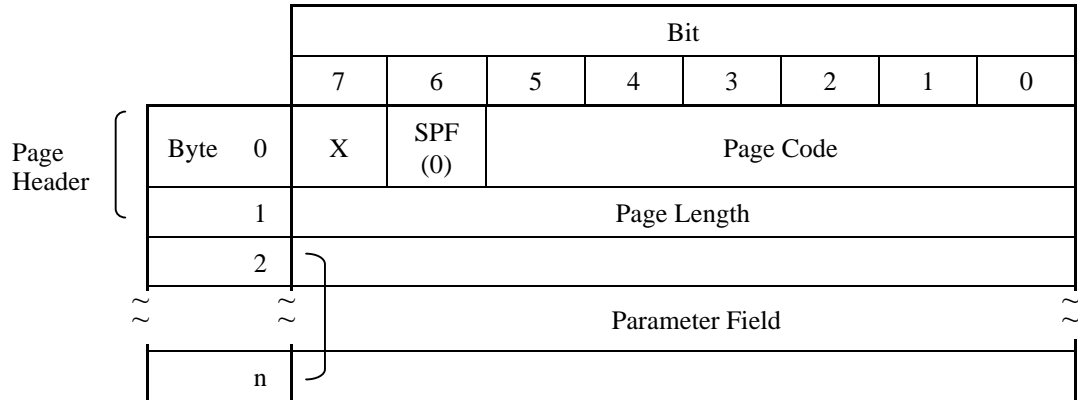 Bit
7 6 5 4 3 2 1 0
Page
Header
Byte 0 X SPF
(0) Page Code
1 Page Length
2
~ ~ ~
~ ~ ~
Parameter Field
n